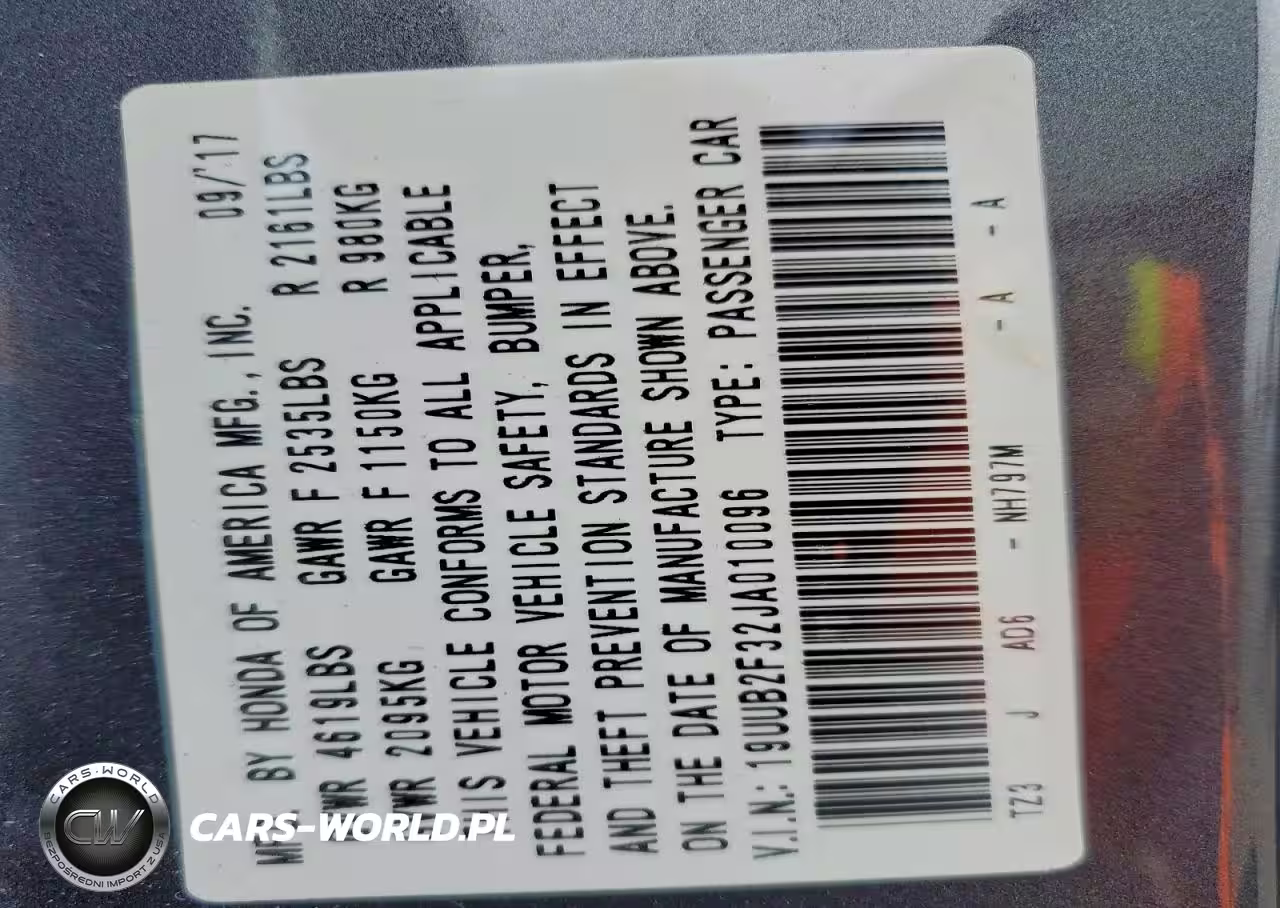 MFD. BY HONDA OF AMERICA MFG., INC. 09/'17
GVWR 4619LBS GAWR F 2535LBS R 2161LBS
GVWR 2095KG GAWR F 1150KG R 980KG
THIS VEHICLE CONFORMS TO ALL APPLICABLE
FEDERAL MOTOR VEHICLE SAFETY, BUMPER,
AND THEFT PREVENTION STANDARDS IN EFFECT
ON THE DATE OF MANUFACTURE SHOWN ABOVE.
V.I.N.: 19UUB2F32JA010096 TYPE: PASSENGER CAR
TZ3 J AD6 - NH797M - A - A
CARS-WORLD
CW
BEZPOŚREDNI IMPORT Z USA
CARS-WORLD.PL